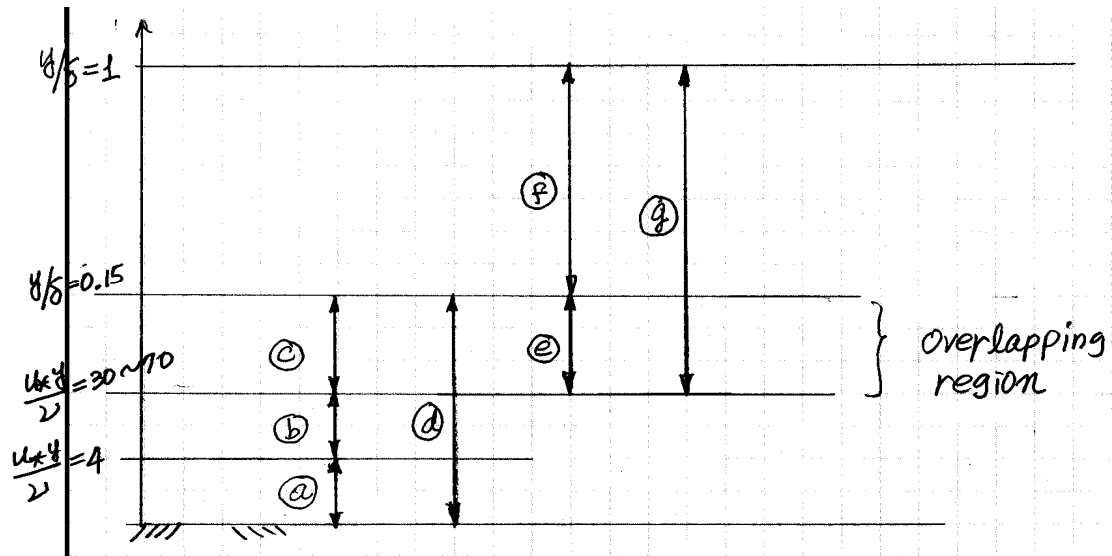 y/δ=1
ⓕ
ⓖ
y/δ=0.15
ⓒ
ⓔ
Overlapping
region
u*y/ν=30~70
ⓑ
ⓓ
u*y/ν=4
ⓐ